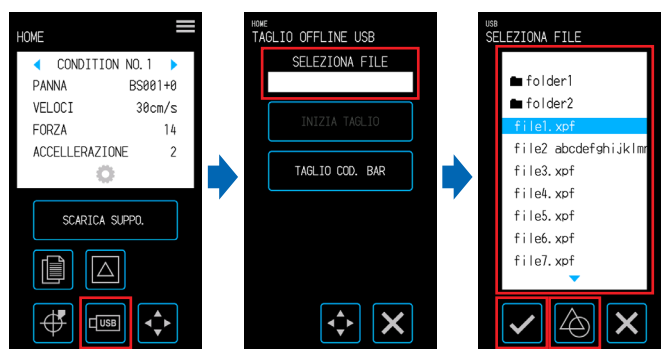 HOME
CONDITION NO.1
PANNA BS001+0
VELOCI 30cm/s
FORZA 14
ACCELLERAZIONE 2
SCARICA SUPPO.
USB
HOME
TAGLIO OFFLINE USB
SELEZIONA FILE
INIZIA TAGLIO
TAGLIO COD. BAR
USB
SELEZIONA FILE
folder1
folder2
file1.xpf
file2 abcdefghijklmn
file3.xpf
file4.xpf
file5.xpf
file6.xpf
file7.xpf